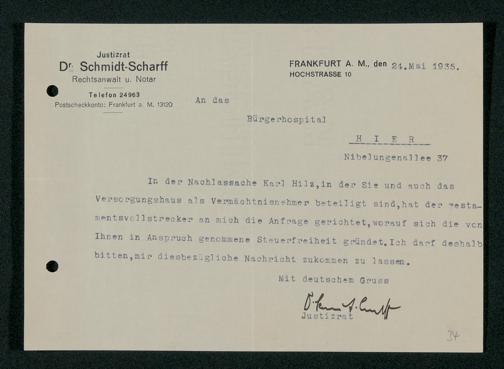 Justizrat
Dr. Schmidt-Scharff
Rechtsanwalt u. Notar
Telefon 24963
Postscheckkonto: Frankfurt a. M. 13120
FRANKFURT A. M., den 24.Mai 1935.
HOCHSTRASSE 10
An das
Bürgerhospital
H I E R
Nibelungenallee 37
In der Nachlassache Karl Hilz,in der Sie und auch das
Versorgungshaus als Vermächtnisnehmer beteiligt sind,hat der Testa-
mentsvollstrecker an mich die Anfrage gerichtet,worauf sich die von
Ihnen in Anspruch genommene Steuerfreiheit gründet.Ich darf deshalb
bitten,mir diesbezügliche Nachricht zukommen zu lassen.
Mit deutschem Gruss
Justizrat
34